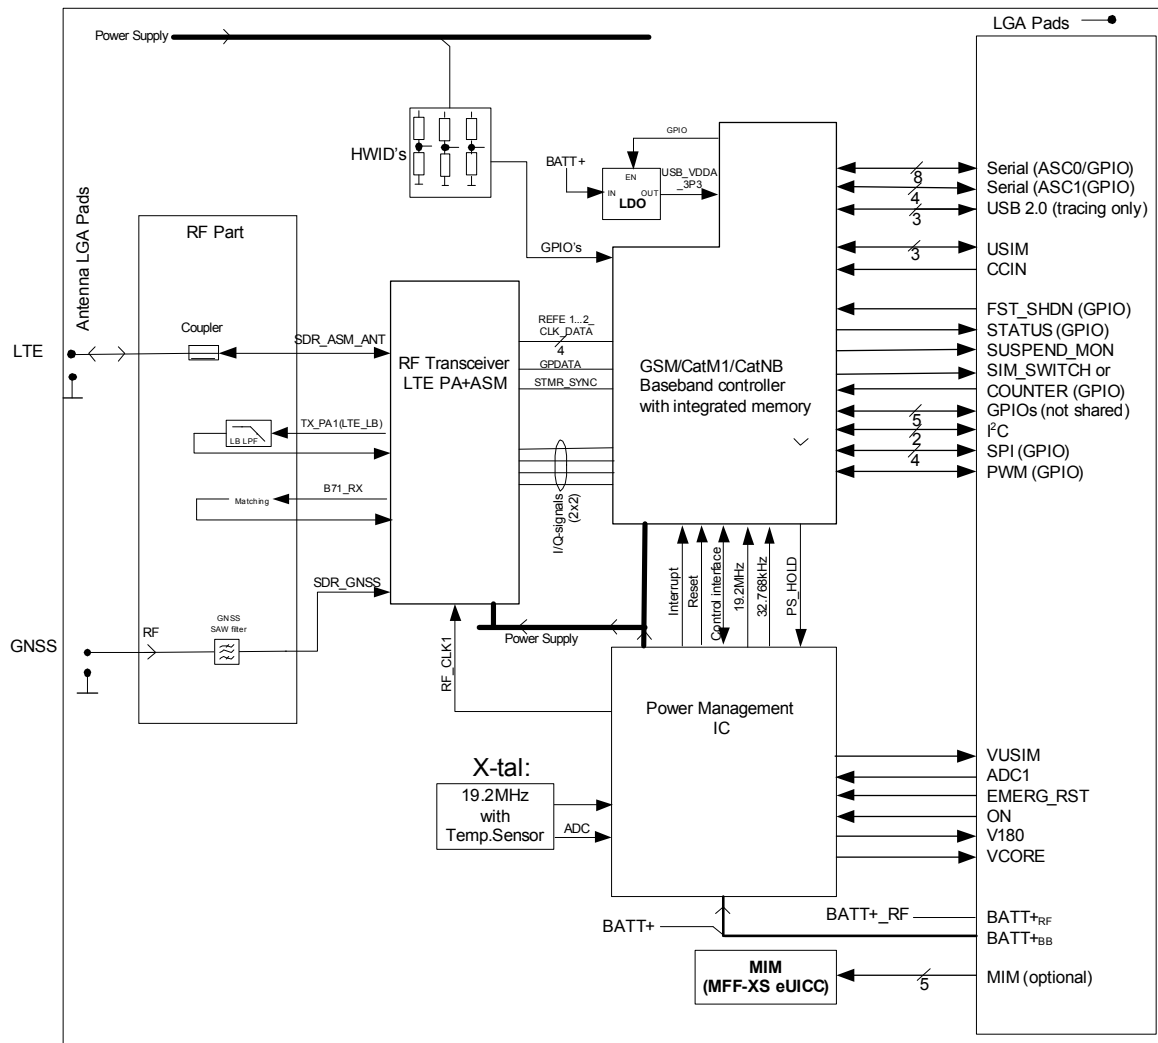 LGA Pads
Power Supply
GPIO
HWID's
BATT+
EN
IN
OUT
LDO
USB_VDDA
_3P3
Serial (ASC0/GPIO)
8
Serial (ASC1(GPIO)
4
USB 2.0 (tracing only)
3
Antenna LGA Pads
RF Part
GPIO's
USIM
3
CCIN
FST_SHDN (GPIO)
STATUS (GPIO)
SUSPEND_MON
SIM_SWITCH or
COUNTER (GPIO)
GPIOs (not shared)
5
I²C
2
SPI (GPIO)
4
PWM (GPIO)
LTE
Coupler
SDR_ASM_ANT
RF Transceiver
LTE PA+ASM
REFE 1...2_
CLK_DATA
4
GPDATA
STMR_SYNC
GSM/CatM1/CatNB
Baseband controller
with integrated memory
LB LPF
TX_PA1(LTE_LB)
Matching
B71_RX
I/Q-signals
(2x2)
SDR_GNSS
Interrupt
Reset
Control interface
19.2MHz
32.768kHz
PS_HOLD
GNSS
RF
GNSS
SAW filter
Power Supply
RF_CLK1
Power Management
IC
X-tal:
19.2MHz
with
Temp.Sensor
ADC
VUSIM
ADC1
EMERG_RST
ON
V180
VCORE
BATT+
BATT+_RF
BATT+RF
BATT+BB
MIM
(MFF-XS eUICC)
5
MIM (optional)